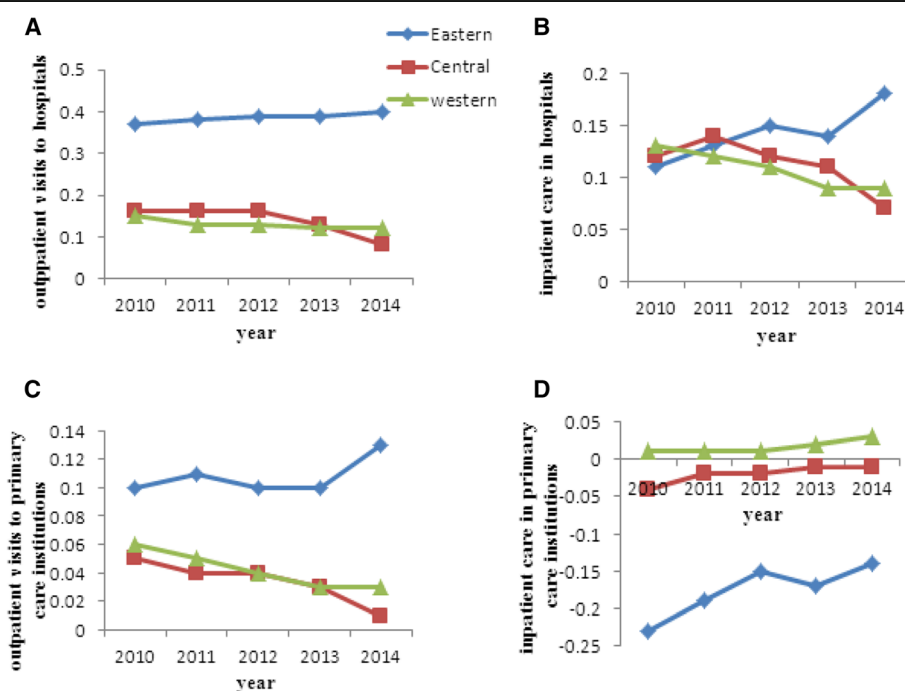 A
Eastern
Central
western
outppatient visits to hospitals
0.5
0.4
0.3
0.2
0.1
0
2010 2011 2012 2013 2014
year
B
inpatient care in hospitals
0.2
0.15
0.1
0.05
0
2010 2011 2012 2013 2014
year
C
outpatient visits to primary
care institutions
0.14
0.12
0.1
0.08
0.06
0.04
0.02
0
2010 2011 2012 2013 2014
year
D
inpatient care in primary
care institutions
0.05
0
-0.05
-0.1
-0.15
-0.2
-0.25
2010 2011 2012 2013 2014
year